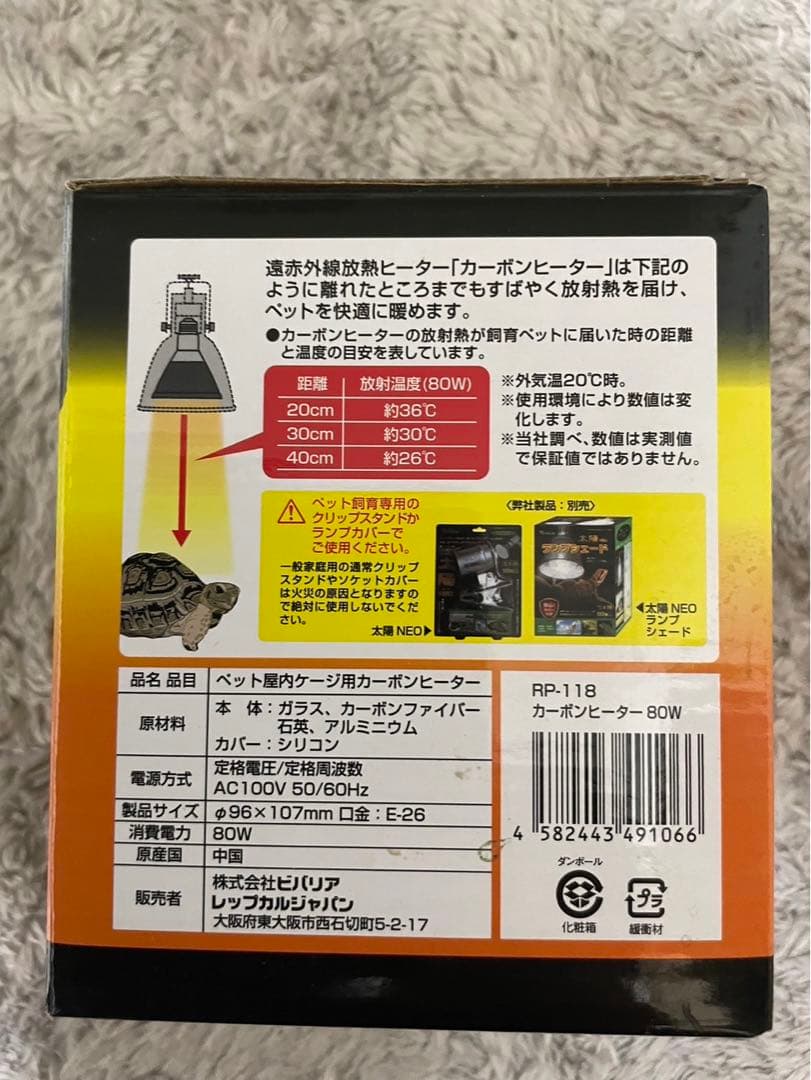 遠赤外線放熱ヒーター「カーボンヒーター」は下記の
ように離れたところまでもすばやく放射熱を届け、
ペットを快適に暖めます。
●カーボンヒーターの放射熱が飼育ペットに届いた時の距離
と温度の目安を表しています。
距離 放射温度(80W)
20cm 約36℃
30cm 約30℃
40cm 約26℃
※外気温20℃時。
※使用環境により数値は変
化します。
※当社調べ、数値は実測値
で保証値ではありません。
ペット飼育専用の
クリップスタンドか
ランプカバーで
ご使用ください。
一般家庭用の通常クリップ
スタンドやソケットカバー
は火災の原因となりますの
で絶対に使用しないでくだ
さい。
〈弊社製品:別売〉
太陽 NEO▶
◀太陽 NEO
ランプ
シェード
品名 品目 ペット屋内ケージ用カーボンヒーター
原材料 本 体:ガラス、カーボンファイバー
石英、アルミニウム
カバー:シリコン
電源方式 定格電圧/定格周波数
AC100V 50/60Hz
製品サイズ φ96×107mm 口金:E-26
消費電力 80W
原産国 中国
販売者 株式会社ビバリア
レップカルジャパン
大阪府東大阪市西石切町5-2-17
RP-118
カーボンヒーター 80W
4 582443 491066
ダンボール
化粧箱
プラ
緩衝材